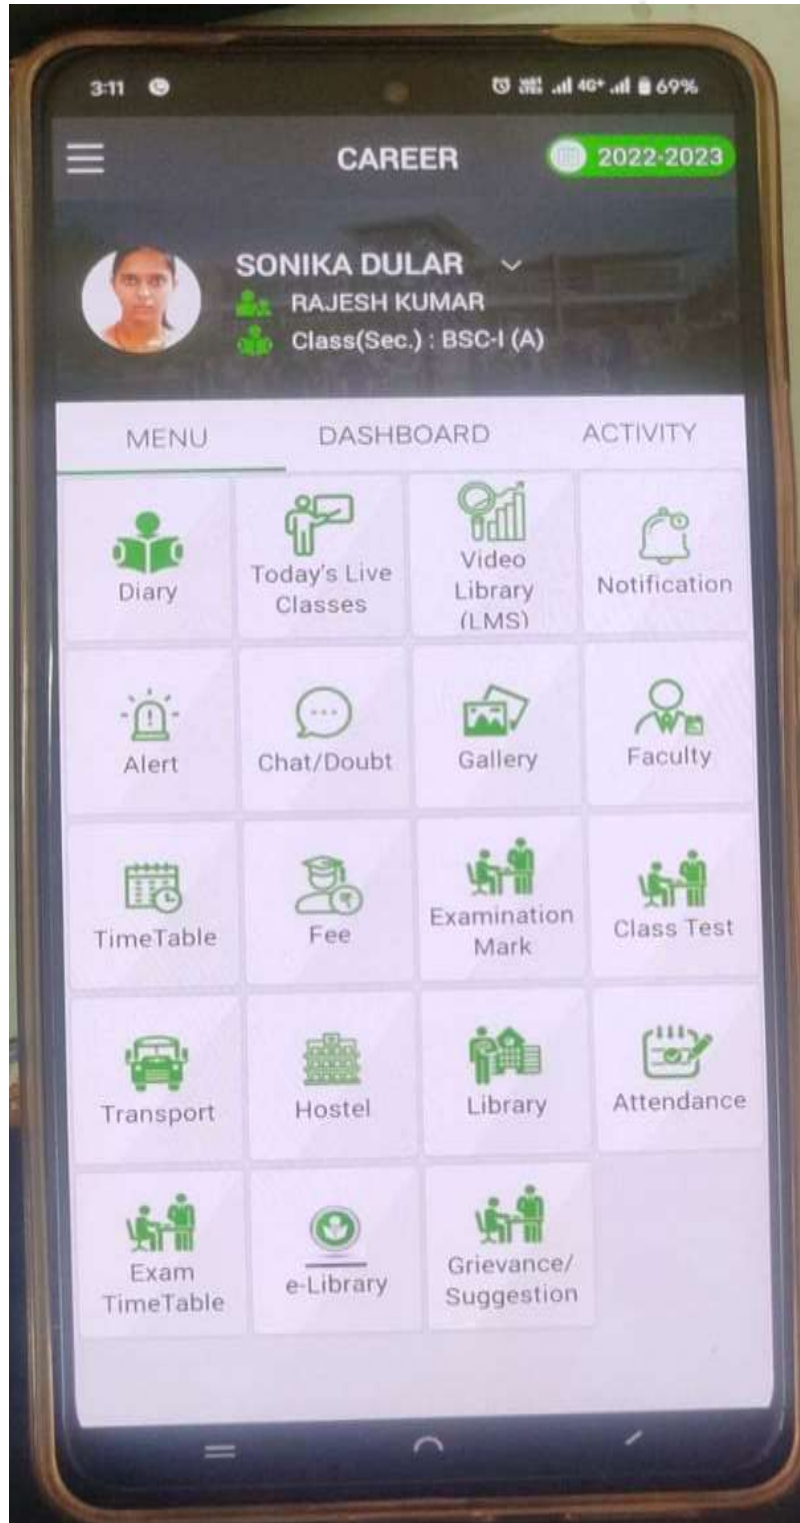 3:11 4G+ 69%
CAREER 2022-2023
SONIKA DULAR
RAJESH KUMAR
Class(Sec.) : BSC-I (A)
MENU DASHBOARD ACTIVITY
Diary
Today's Live
Classes
Video
Library
(LMS)
Notification
Alert
Chat/Doubt
Gallery
Faculty
TimeTable
Fee
Examination
Mark
Class Test
Transport
Hostel
Library
Attendance
Exam
TimeTable
e-Library
Grievance/
Suggestion